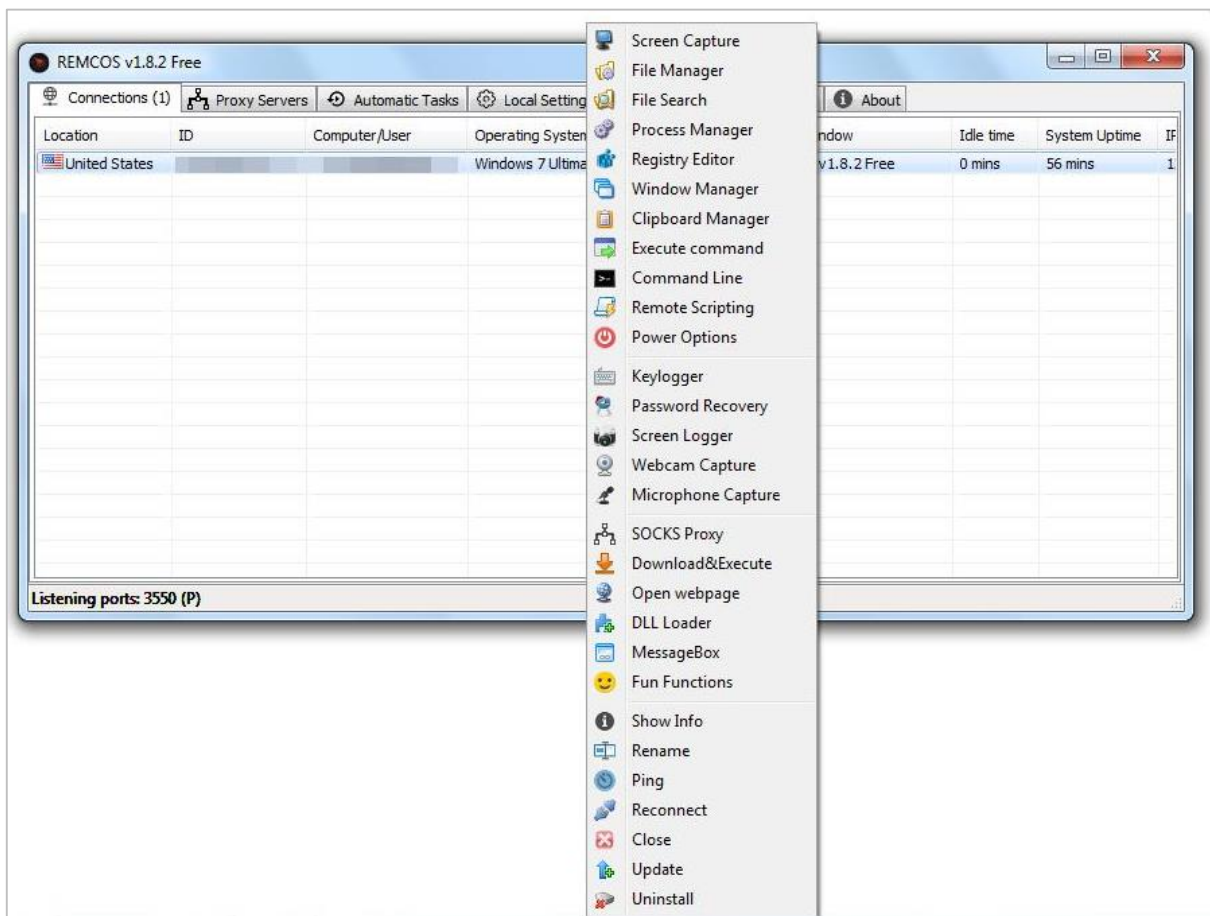 REMCOS v1.8.2 Free
Connections (1) Proxy Servers Automatic Tasks Local Setting About
Location ID Computer/User Operating System ndow Idle time System Uptime IP
United States Windows 7 Ultima v1.8.2 Free 0 mins 56 mins 1
Screen Capture
File Manager
File Search
Process Manager
Registry Editor
Window Manager
Clipboard Manager
Execute command
Command Line
Remote Scripting
Power Options
Keylogger
Password Recovery
Screen Logger
Webcam Capture
Microphone Capture
SOCKS Proxy
Download&Execute
Open webpage
DLL Loader
MessageBox
Fun Functions
Show Info
Rename
Ping
Reconnect
Close
Update
Uninstall
Listening ports: 3550 (P)